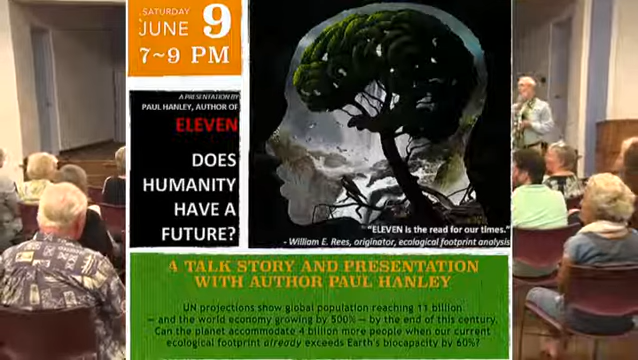 SATURDAY
JUNE 9
7~9 PM
A PRESENTATION BY
PAUL HANLEY, AUTHOR OF
ELEVEN
DOES
HUMANITY
HAVE A
FUTURE?
"ELEVEN is the read for our times."
- William E. Rees, originator, ecological footprint analysis
A TALK STORY AND PRESENTATION
WITH AUTHOR PAUL HANLEY
UN projections show global population reaching 11 billion
— and the world economy growing by 500% — by the end of this century.
Can the planet accommodate 4 billion more people when our current
ecological footprint already exceeds Earth's biocapacity by 60%?